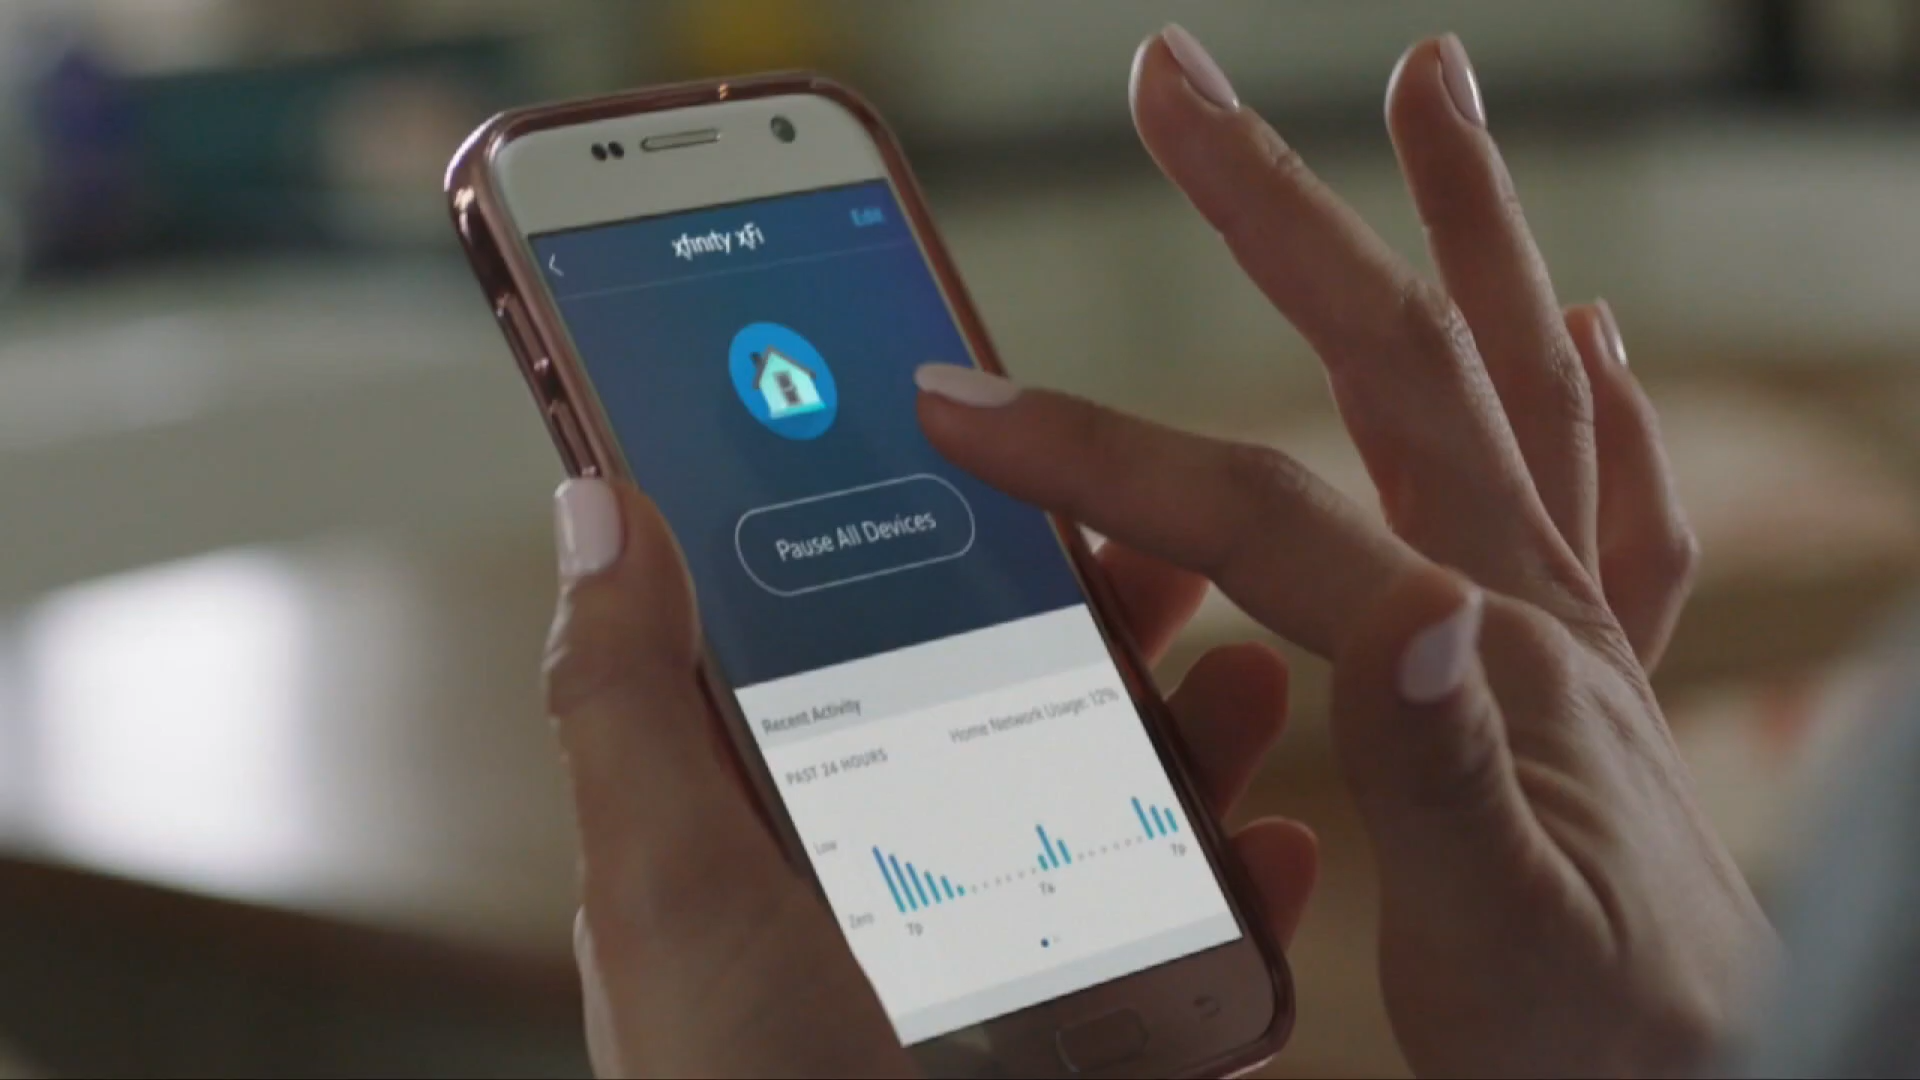 xfinity xFi
Edit
Pause All Devices
Recent Activity
PAST 24 HOURS
Home Network Usage: 12%
Low
Zero
7p
7a
7p